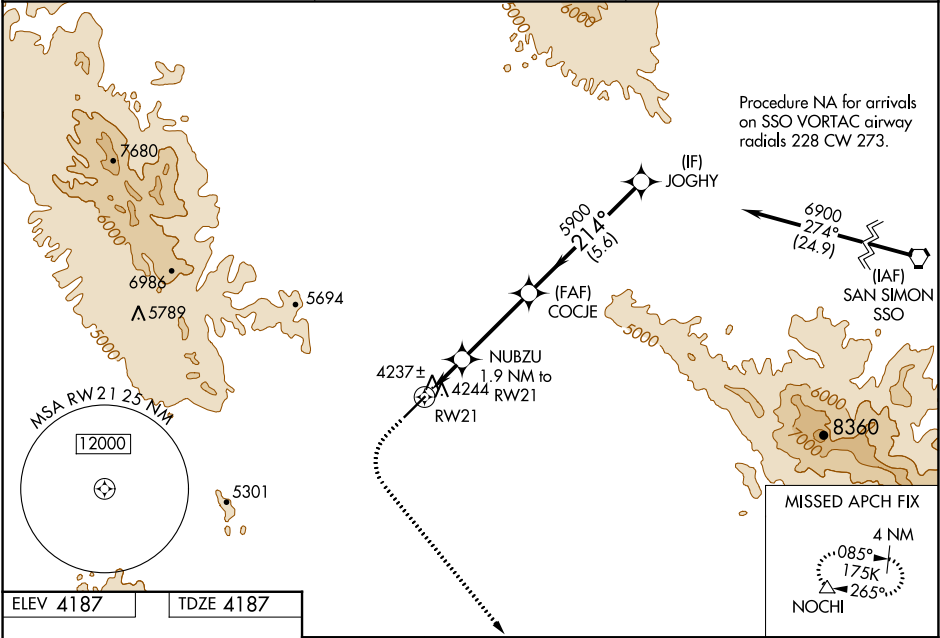 6000
7680
6000
6986
5789
5694
5000
Procedure NA for arrivals
on SSO VORTAC airway
radials 228 CW 273.
(IF)
JOGHY
5900
214°
(5.6)
6900
274°
(24.9)
(IAF)
SAN SIMON
SSO
(FAF)
COCJE
5000
NUBZU
1.9 NM to
RW21
4237±
4244
RW21
6000
7000
8360
MSA RW21 25 NM
12000
5301
MISSED APCH FIX
4 NM
085°
175K
265°
NOCHI
ELEV 4187
TDZE 4187